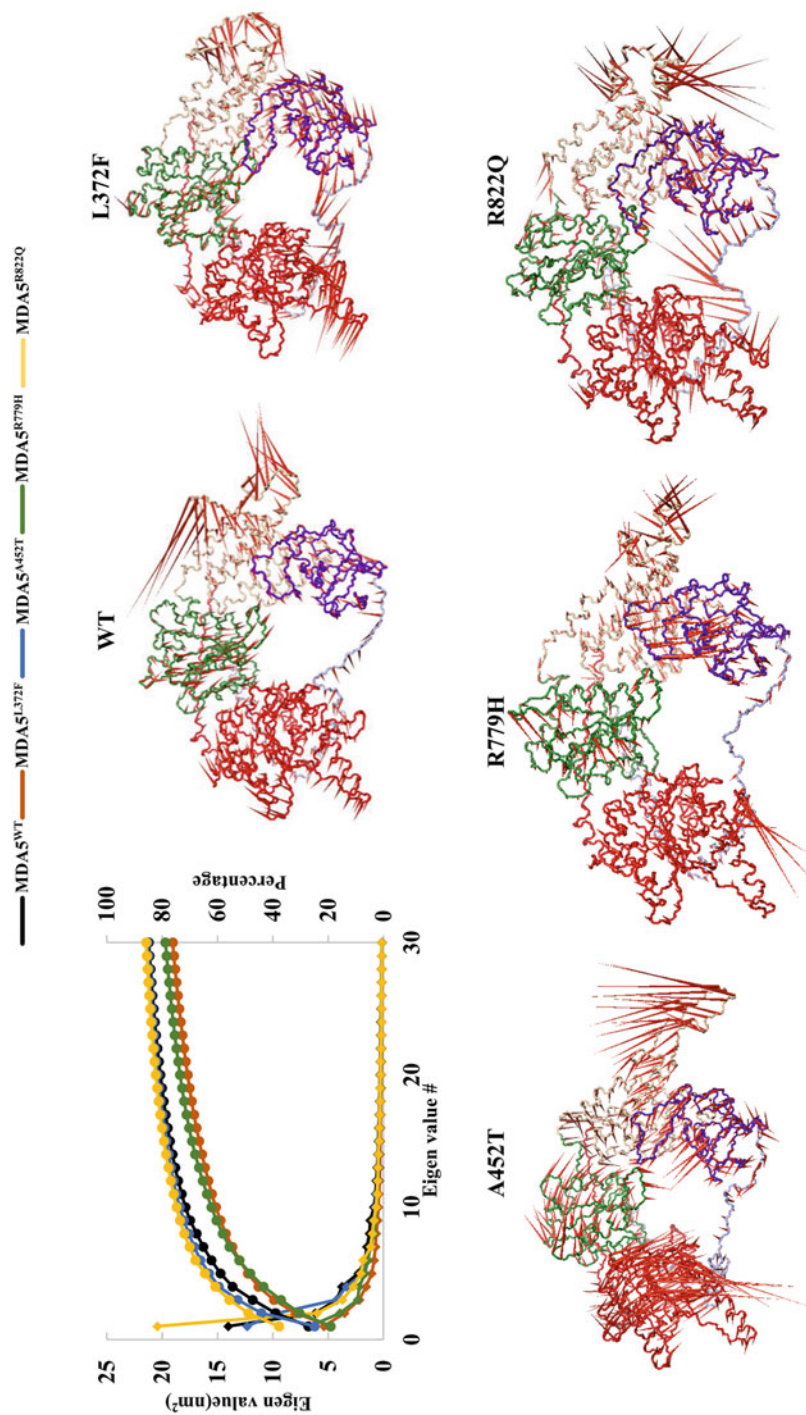 MDA5^WT MDA5^L372F MDA5^A452T MDA5^R779H MDA5^R822Q
Eigen value(nm²)
25
20
15
10
5
0
Percentage
100
80
60
40
20
0
0 10 20 30
Eigen value #
WT
L372F
A452T
R779H
R822Q